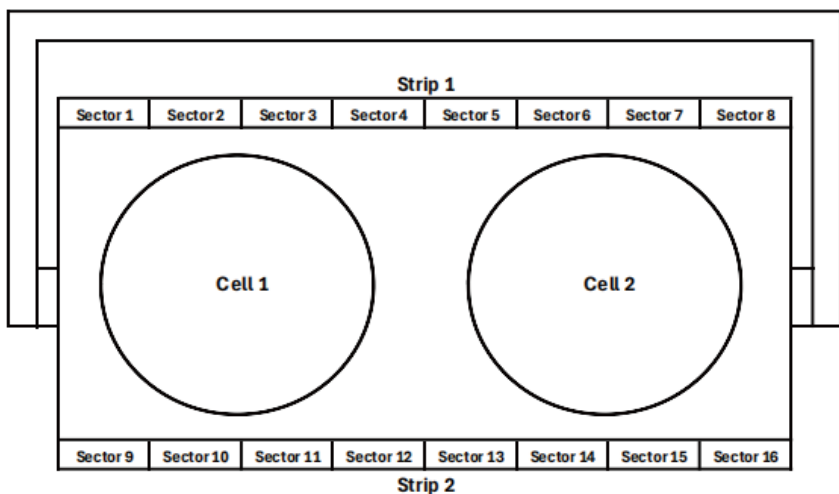 Strip 1
Sector 1 Sector 2 Sector 3 Sector 4 Sector 5 Sector 6 Sector 7 Sector 8
Cell 1 Cell 2
Sector 9 Sector 10 Sector 11 Sector 12 Sector 13 Sector 14 Sector 15 Sector 16
Strip 2